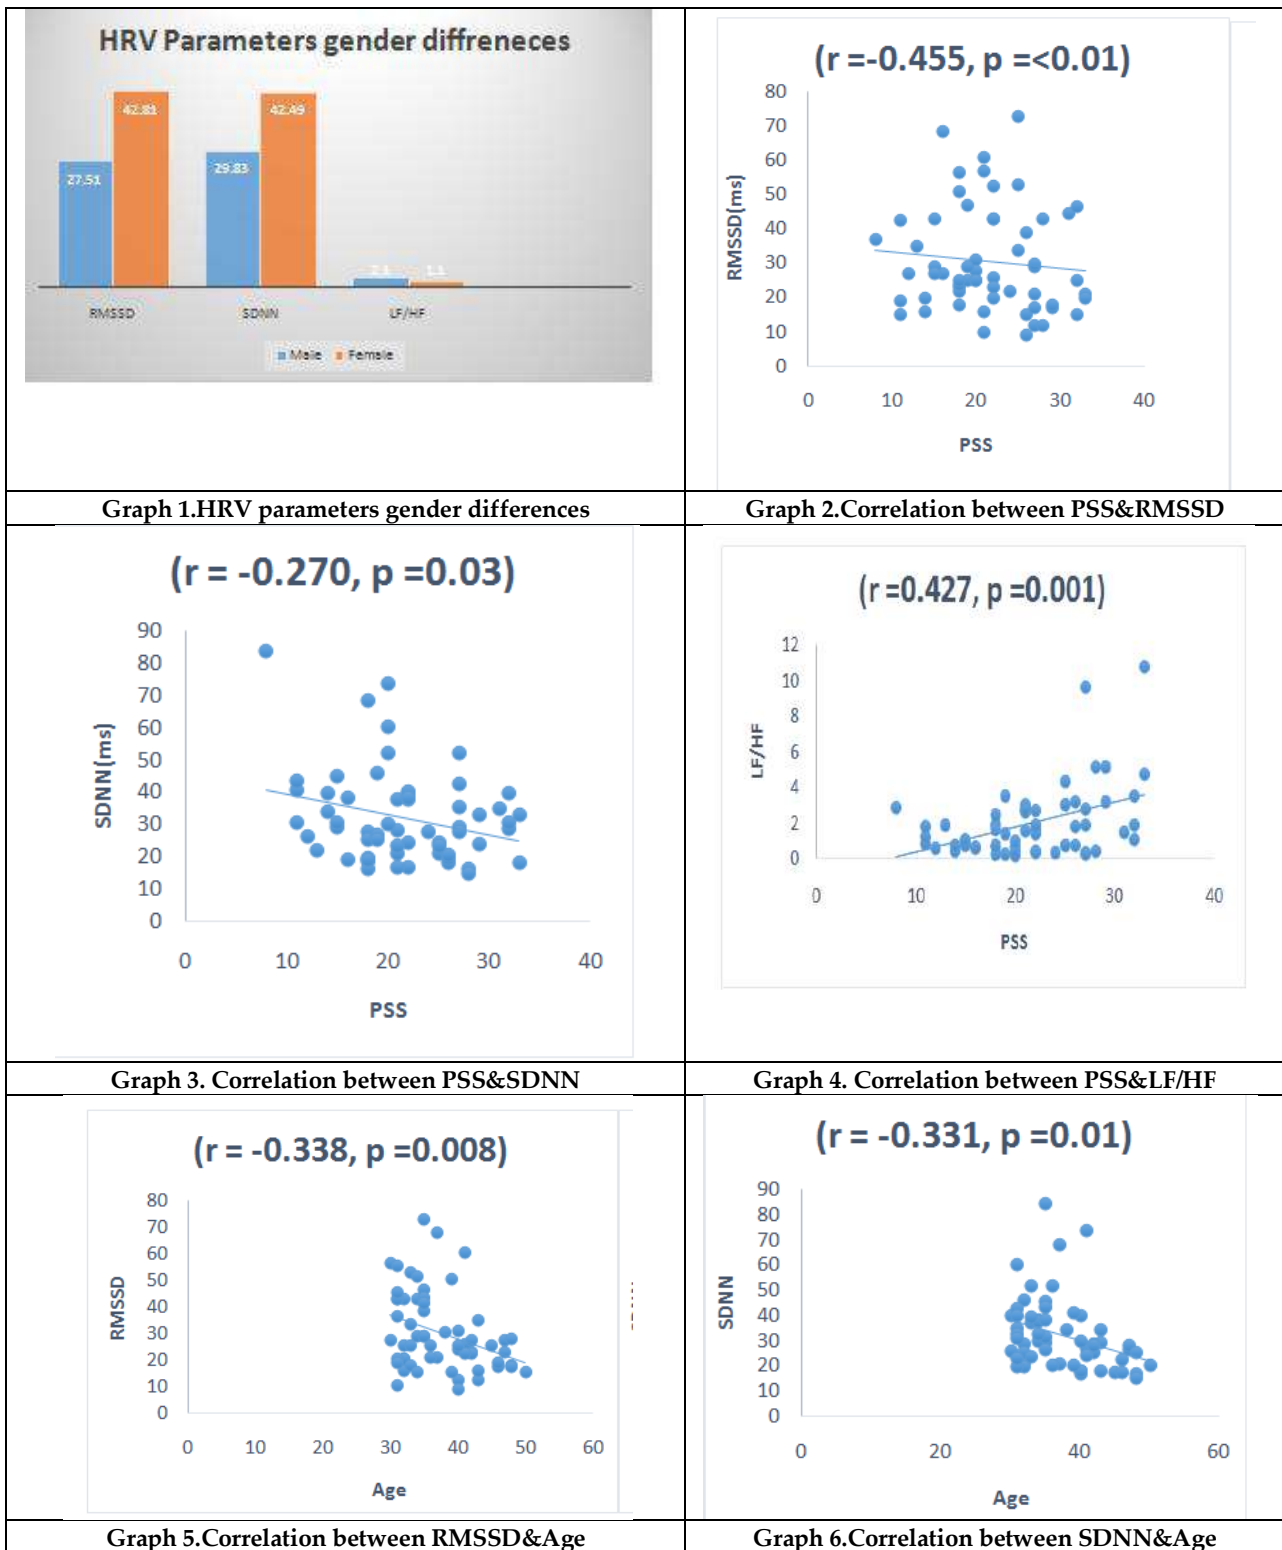 HRV Parameters gender diffreneces
42.81
42.49
27.51
29.83
2.1
1.1
RMSSD
SDNN
LF/HF
Male
Female
Graph 1.HRV parameters gender differences
(r =-0.455, p =<0.01)
80
70
60
50
40
30
20
10
0
RMSSD(ms)
0 10 20 30 40
PSS
Graph 2.Correlation between PSS&RMSSD
(r = -0.270, p =0.03)
90
80
70
60
50
40
30
20
10
0
SDNN(ms)
0 10 20 30 40
PSS
Graph 3. Correlation between PSS&SDNN
(r =0.427, p =0.001)
12
10
8
6
4
2
0
LF/HF
0 10 20 30 40
PSS
Graph 4. Correlation between PSS&LF/HF
(r = -0.338, p =0.008)
80
70
60
50
40
30
20
10
0
RMSSD
0 10 20 30 40 50 60
Age
Graph 5.Correlation between RMSSD&Age
(r = -0.331, p =0.01)
90
80
70
60
50
40
30
20
10
0
SDNN
0 20 40 60
Age
Graph 6.Correlation between SDNN&Age